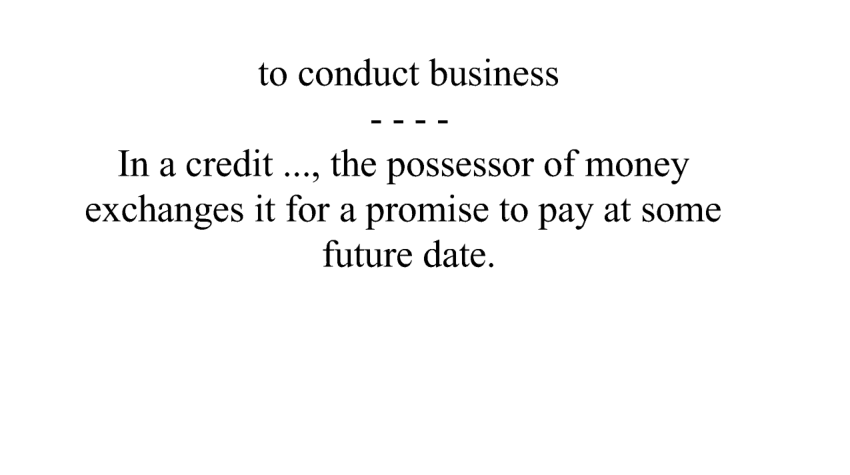 to conduct business
- - - -
In a credit ..., the possessor of money
exchanges it for a promise to pay at some
future date.